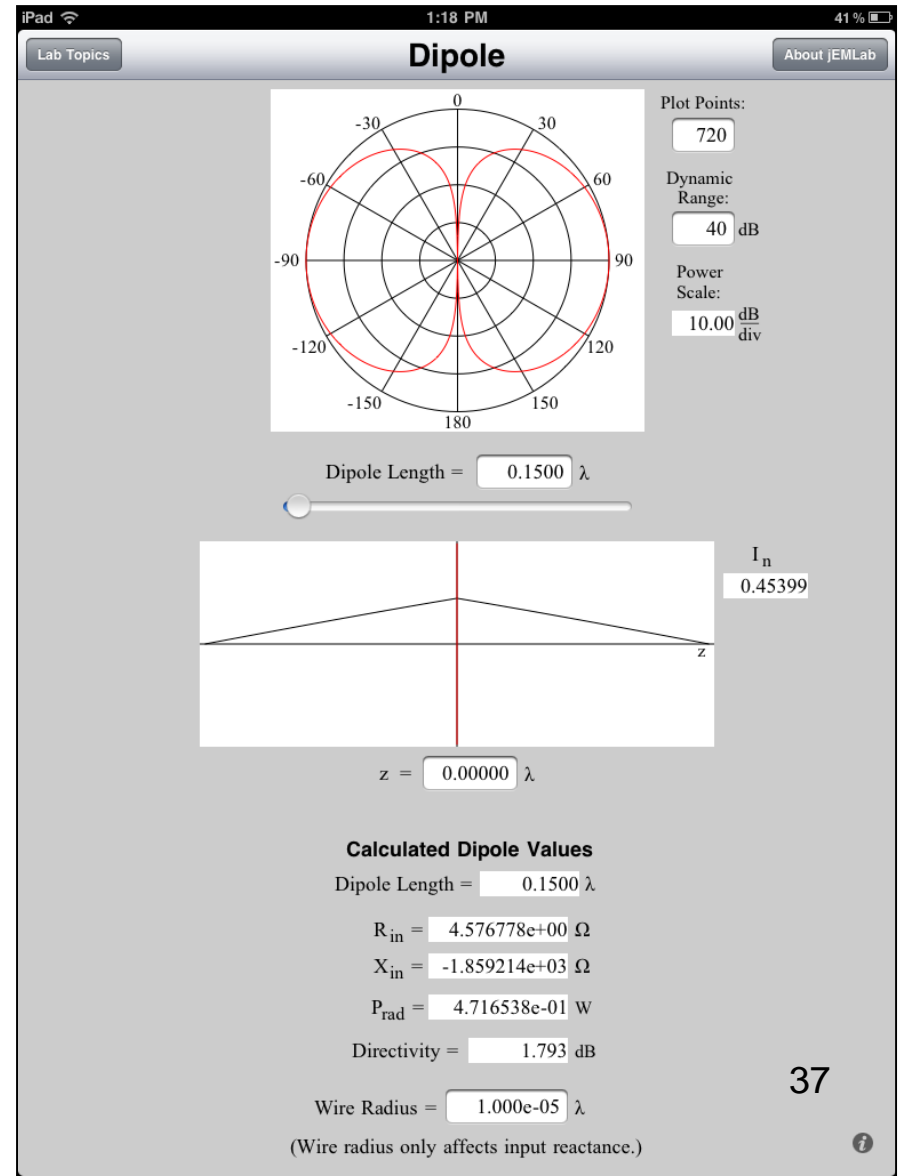 iPad 1:18 PM 41 %
Lab Topics Dipole About jEMLab
0
-30 30
-60 60
-90 90
-120 120
-150 150
180
Plot Points:
720
Dynamic
Range:
40 dB
Power
Scale:
10.00 dB/div
Dipole Length = 0.1500 λ
I n
0.45399
z
z = 0.00000 λ
Calculated Dipole Values
Dipole Length = 0.1500 λ
R in = 4.576778e+00 Ω
X in = -1.859214e+03 Ω
P rad = 4.716538e-01 W
Directivity = 1.793 dB
37
Wire Radius = 1.000e-05 λ
(Wire radius only affects input reactance.)
i